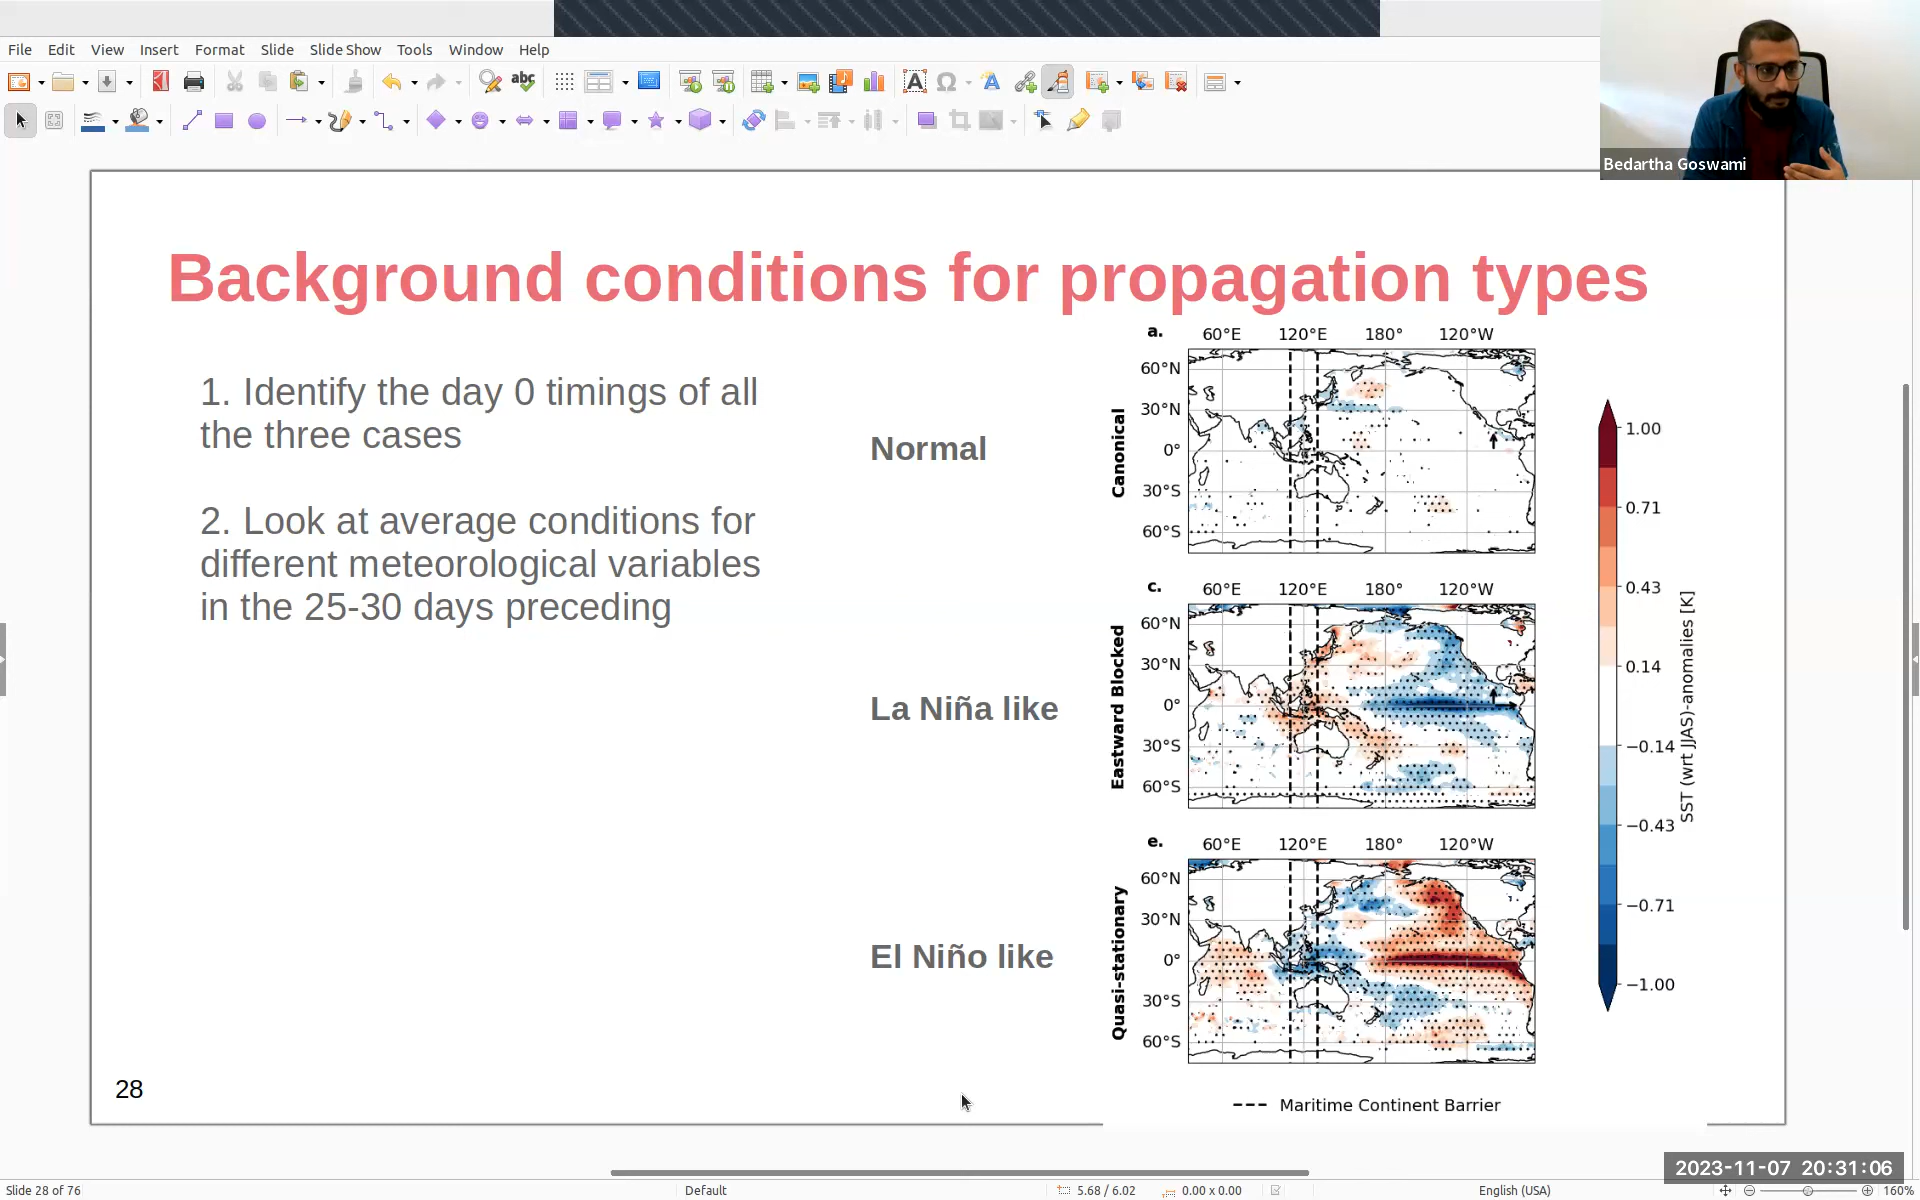 File Edit View Insert Format Slide Slide Show Tools Window Help
Bedartha Goswami
Background conditions for propagation types
1. Identify the day 0 timings of all
the three cases
2. Look at average conditions for
different meteorological variables
in the 25-30 days preceding
Normal
La Niña like
El Niño like
a.
60°E 120°E 180° 120°W
60°N
30°N
0°
30°S
60°S
Canonical
c.
60°E 120°E 180° 120°W
60°N
30°N
0°
30°S
60°S
Eastward Blocked
e.
60°E 120°E 180° 120°W
60°N
30°N
0°
30°S
60°S
Quasi-stationary
--- Maritime Continent Barrier
1.00
0.71
0.43
0.14
−0.14
−0.43
−0.71
−1.00
SST (wrt JJAS)-anomalies [K]
28
2023-11-07 20:31:06
Slide 28 of 76 Default 5.68 / 6.02 0.00 x 0.00 English (USA) 160%